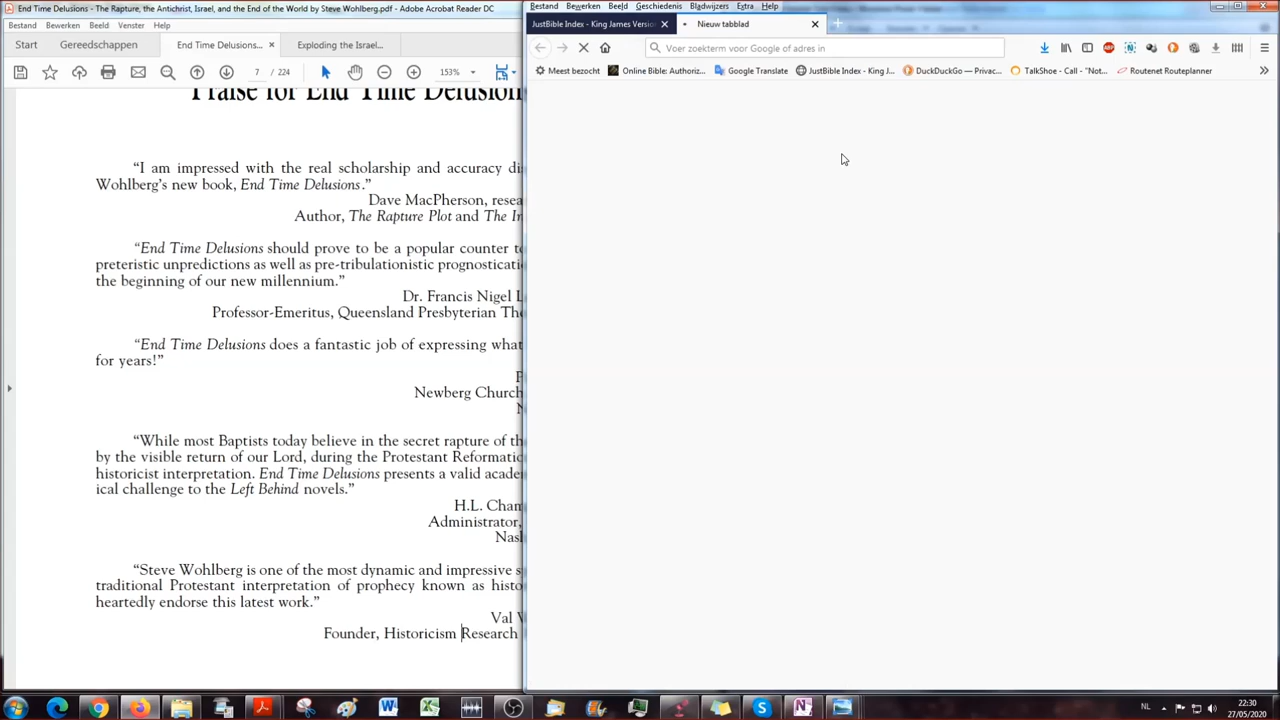 End Time Delusions - The Rapture, the Antichrist, Israel, and the End of the World by Steve Wohlberg.pdf - Adobe Acrobat Reader DC
Bestand Bewerken Beeld Venster Help
Start Gereedschappen End Time Delusions... × Exploding the Israel...
7 / 224 153%
Praise for End Time Delusions
“I am impressed with the real scholarship and accuracy di
Wohlberg’s new book, End Time Delusions.”
Dave MacPherson, resea
Author, The Rapture Plot and The In
“End Time Delusions should prove to be a popular counter to
preteristic unpredictions as well as pre-tribulationistic prognosticatio
the beginning of our new millennium.”
Dr. Francis Nigel L
Professor-Emeritus, Queensland Presbyterian The
“End Time Delusions does a fantastic job of expressing what
for years!”
P
Newberg Church
N
“While most Baptists today believe in the secret rapture of th
by the visible return of our Lord, during the Protestant Reformatio
historicist interpretation. End Time Delusions presents a valid acade
ical challenge to the Left Behind novels.”
H.L. Cham
Administrator,
Nas
“Steve Wohlberg is one of the most dynamic and impressive s
traditional Protestant interpretation of prophecy known as histo
heartedly endorse this latest work.”
Val W
Founder, Historicism Research
Bestand Bewerken Beeld Geschiedenis Bladwijzers Extra Help
JustBible Index - King James Versio × Nieuw tabblad ×
Voer zoekterm voor Google of adres in
Meest bezocht Online Bible: Authoriz... Google Translate JustBible Index - King J... DuckDuckGo — Privac... TalkShoe - Call - "Not... Routenet Routeplanner
NL 22:30
27/05/2020